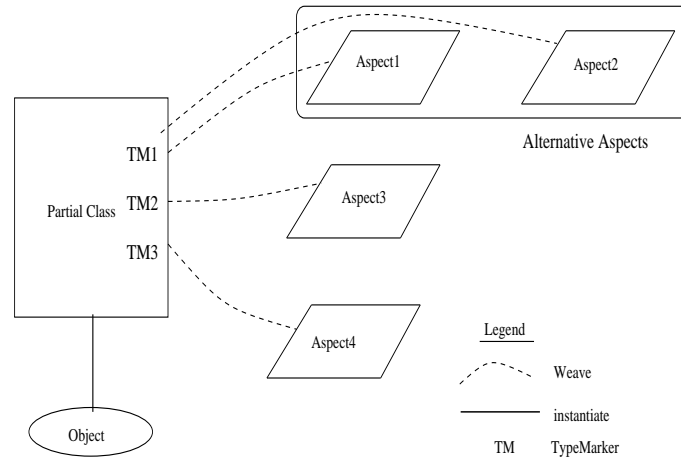 Aspect1
Aspect2
Alternative Aspects
TM1
Partial Class
TM2
Aspect3
TM3
Aspect4
Object
Legend
Weave
instantiate
TM TypeMarker